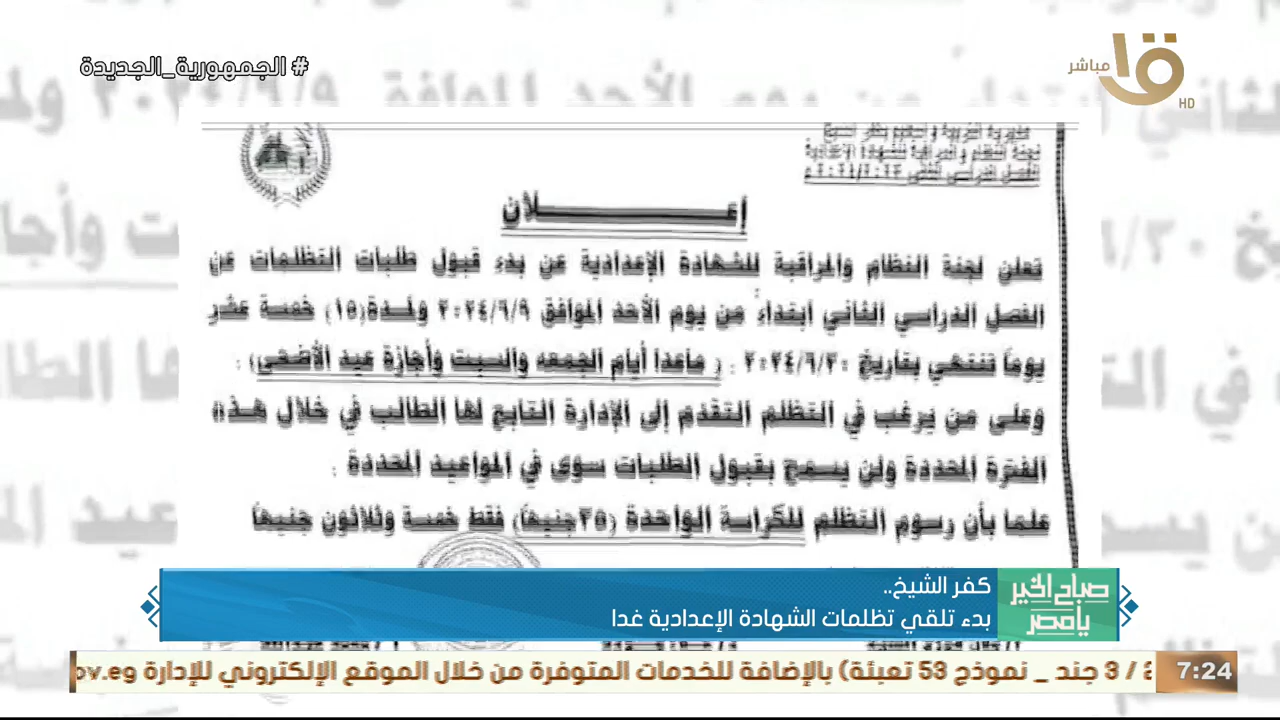 # الجمهورية_الجديدة
مباشر
HD
إعـــــلان
تعلن لجنة النظام والمراقبة للشهادة الإعدادية عن بدء قبول طلبات التظلمات عن
الفصل الدراسي الثاني ابتداءً من يوم الأحد الموافق ٢٠٢٤/٦/٩ ولمدة (١٥) خمسة عشر
يوماً تنتهي بتاريخ ٢٠٢٤/٦/٣٠ : ( ماعدا أيام الجمعه والسبت وأجازة عيد الأضحى) :
وعلى من يرغب في التظلم التقدم إلى الإدارة التابع لها الطالب في خلال هذه
الفترة المحددة ولن يسمح بقبول الطلبات سوى في المواعيد المحددة :
علما بأن رسوم التظلم للكراسة الواحدة (٣٥جنيهاً) فقط خمسة وثلاثون جنيهاً
صباح الخير
يا مصر
كفر الشيخ..
بدء تلقي تظلمات الشهادة الإعدادية غدا
/ 3 جند _ نموذج 53 تعبئة) بالإضافة للخدمات المتوفرة من خلال الموقع الإلكتروني للإدارة ov.eg
7:24